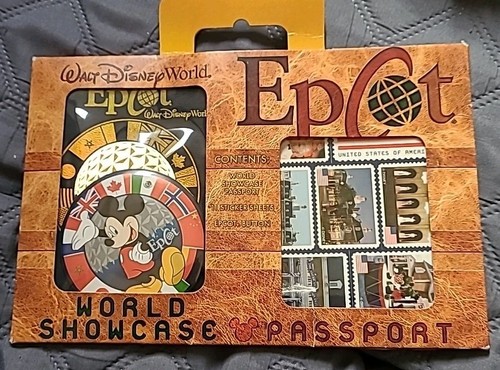 Walt Disney World.
Epcot
Epcot
Walt Disney World
UNITED STATES OF AMERI
CONTENTS:
WORLD
SHOWCASE
PASSPORT
STICKER SHEETS
EPCOT BUTTON
Epcot
WORLD
SHOWCASE PASSPORT